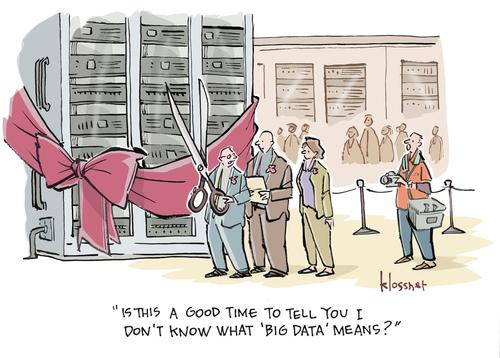 klossner
"IS THIS A GOOD TIME TO TELL YOU I
DON'T KNOW WHAT 'BIG DATA' MEANS?"